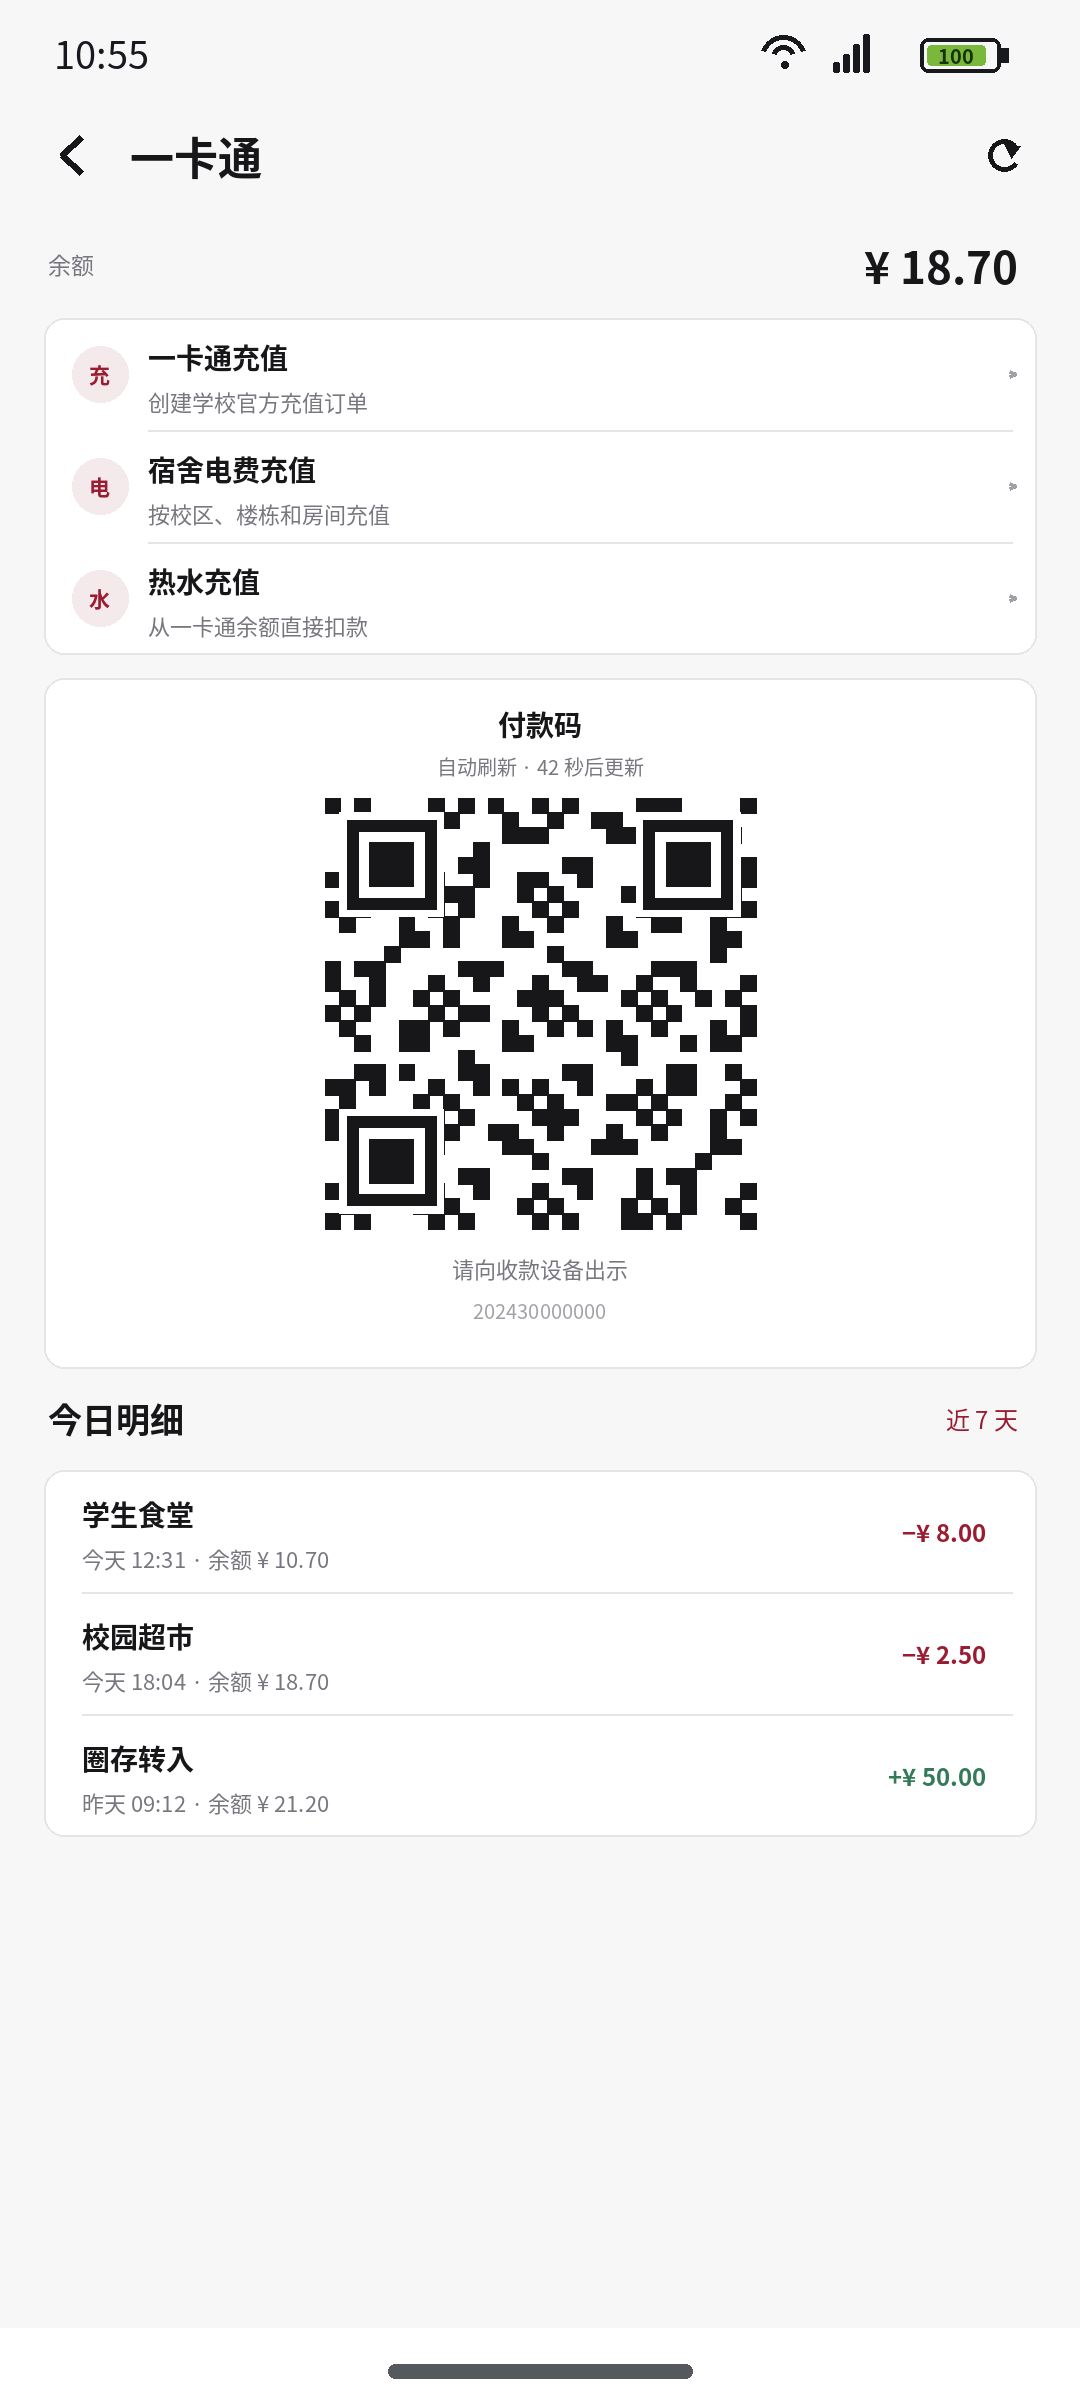 10:55
100
一卡通
余额
¥ 18.70
充
一卡通充值
创建学校官方充值订单
电
宿舍电费充值
按校区、楼栋和房间充值
水
热水充值
从一卡通余额直接扣款
付款码
自动刷新 · 42 秒后更新
请向收款设备出示
202430000000
今日明细
近 7 天
学生食堂
今天 12:31 · 余额 ¥ 10.70
−¥ 8.00
校园超市
今天 18:04 · 余额 ¥ 18.70
−¥ 2.50
圈存转入
昨天 09:12 · 余额 ¥ 21.20
+¥ 50.00